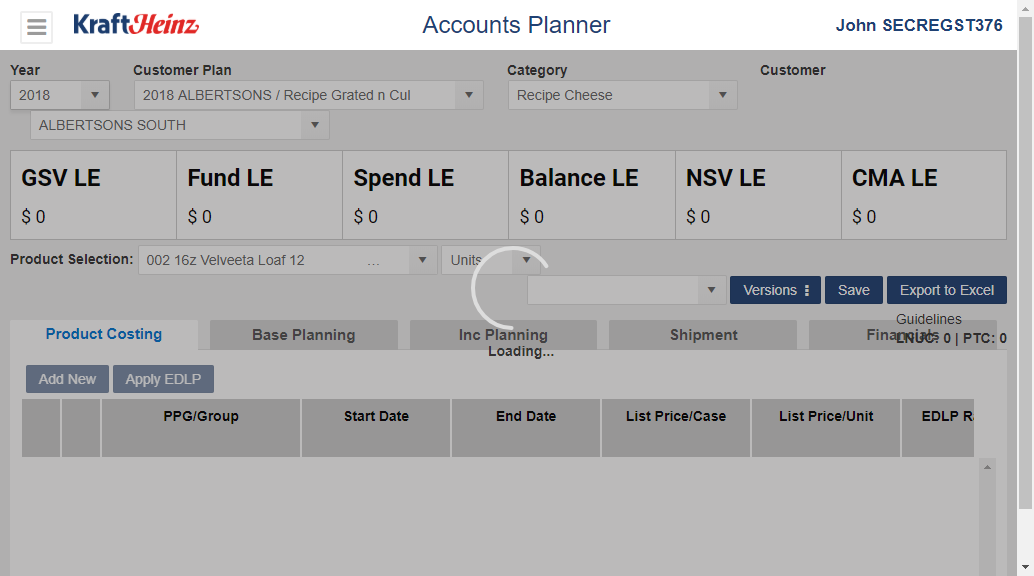 KraftHeinz
Accounts Planner
John SECREGST376
Year
Customer Plan
Category
Customer
2018
2018 ALBERTSONS / Recipe Grated n Cul
Recipe Cheese
ALBERTSONS SOUTH
GSV LE
Fund LE
Spend LE
Balance LE
NSV LE
CMA LE
$ 0
$ 0
$ 0
$ 0
$ 0
$ 0
Product Selection:
002 16z Velveeta Loaf 12 ...
Units
Versions
Save
Export to Excel
Guidelines
LNUC: 0 | PTC: 0
Product Costing
Base Planning
Inc Planning
Shipment
Financials
Loading...
Add New
Apply EDLP
PPG/Group
Start Date
End Date
List Price/Case
List Price/Unit
EDLP R